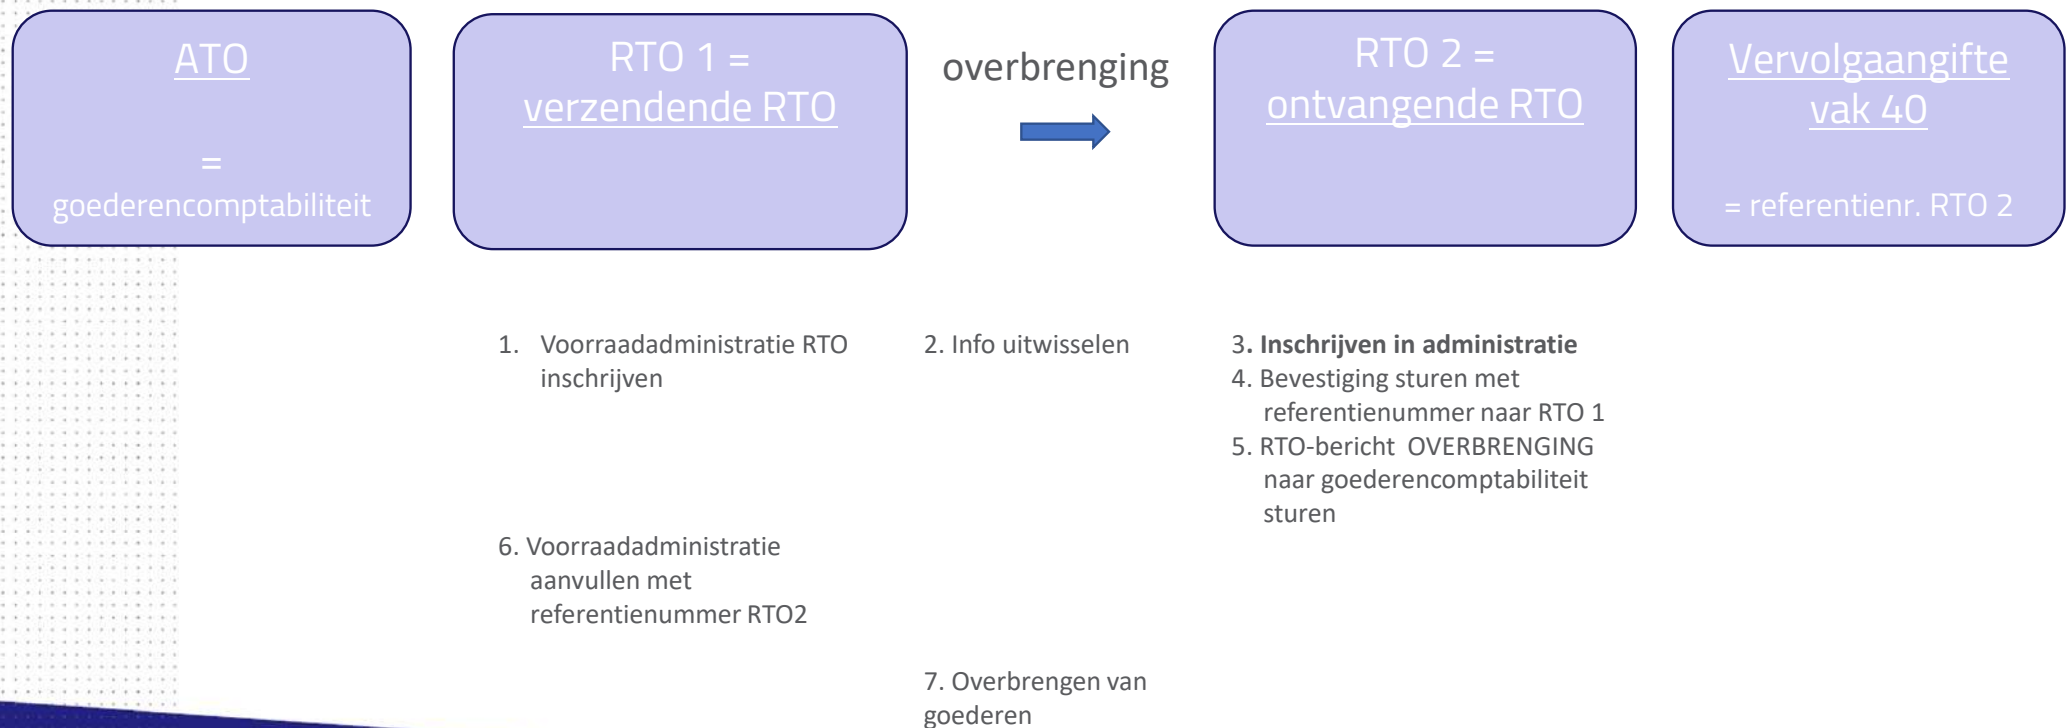 ATO
=
goederencomptabiliteit
RTO 1 =
verzendende RTO
overbrenging
RTO 2 =
ontvangende RTO
Vervolgaangifte
vak 40
= referentienr. RTO 2
1. Voorraadadministratie RTO
inschrijven
2. Info uitwisselen
3. Inschrijven in administratie
4. Bevestiging sturen met
referentienummer naar RTO 1
5. RTO-bericht OVERBRENGING
naar goederencomptabiliteit
sturen
6. Voorraadadministratie
aanvullen met
referentienummer RTO2
7. Overbrengen van
goederen